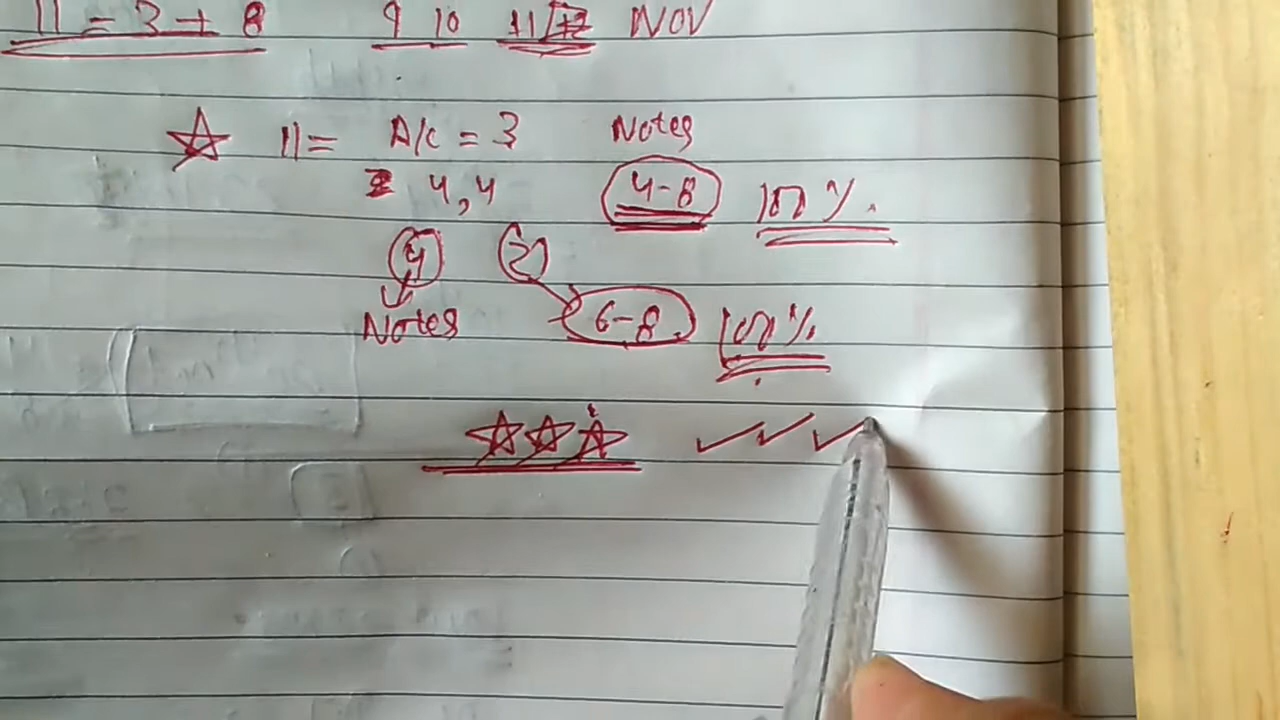 11 = 3 + 8 9 10 11 NOV
11 = A/C = 3 Notes
4,4 4-8 100%.
4 2
Notes 6-8 100%